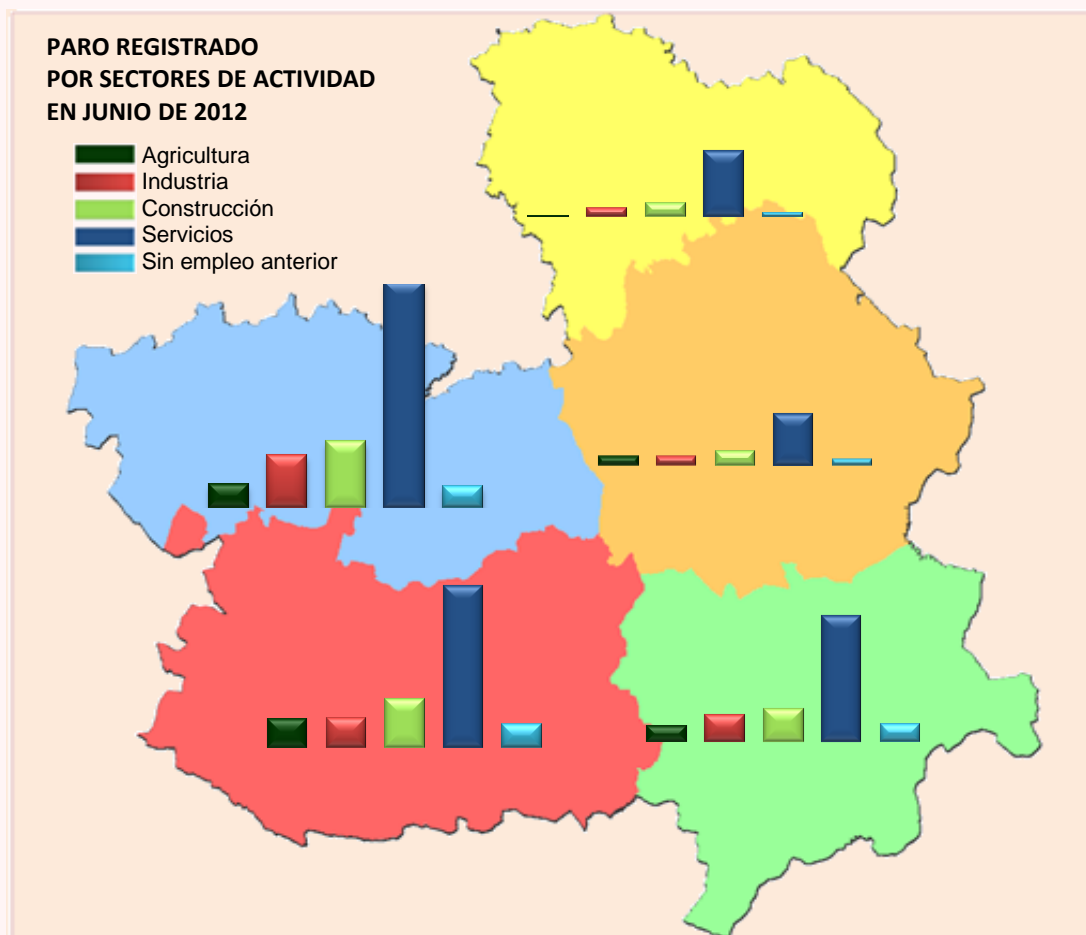 PARO REGISTRADO
POR SECTORES DE ACTIVIDAD
EN JUNIO DE 2012
Agricultura
Industria
Construcción
Servicios
Sin empleo anterior